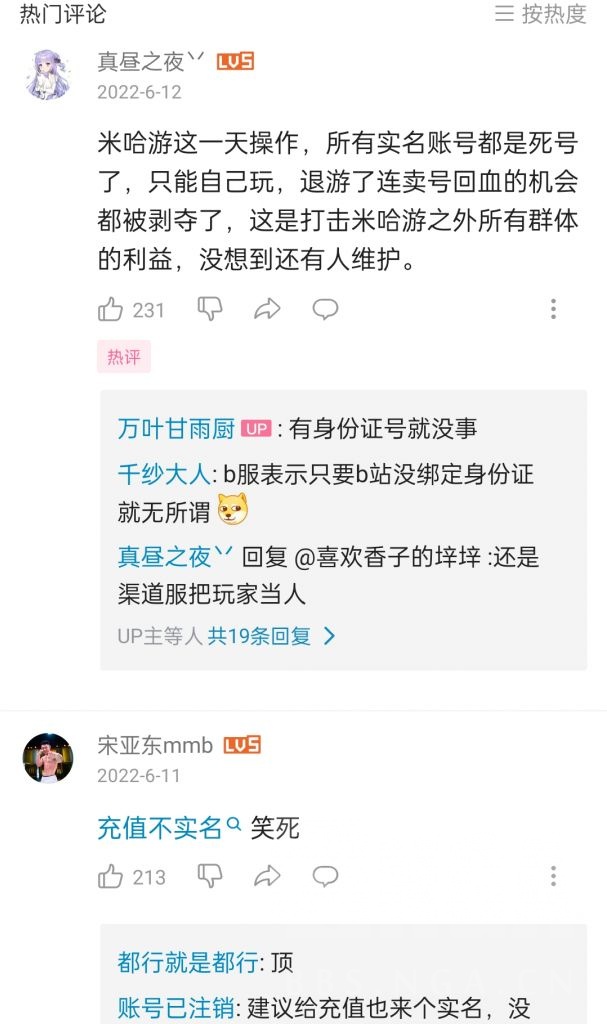 热门评论
按热度
真昼之夜丷 LV5
2022-6-12
米哈游这一天操作，所有实名账号都是死号
了，只能自己玩，退游了连卖号回血的机会
都被剥夺了，这是打击米哈游之外所有群体
的利益，没想到还有人维护。
231
热评
万叶甘雨厨 UP : 有身份证号就没事
千纱大人: b服表示只要b站没绑定身份证
就无所谓
真昼之夜丷 回复 @喜欢香子的垏垏 :还是
渠道服把玩家当人
UP主等人 共19条回复
宋亚东mmb LV5
2022-6-11
充值不实名 笑死
213
都行就是都行: 顶
账号已注销: 建议给充值也来个实名，没
BBS.NGA.CN